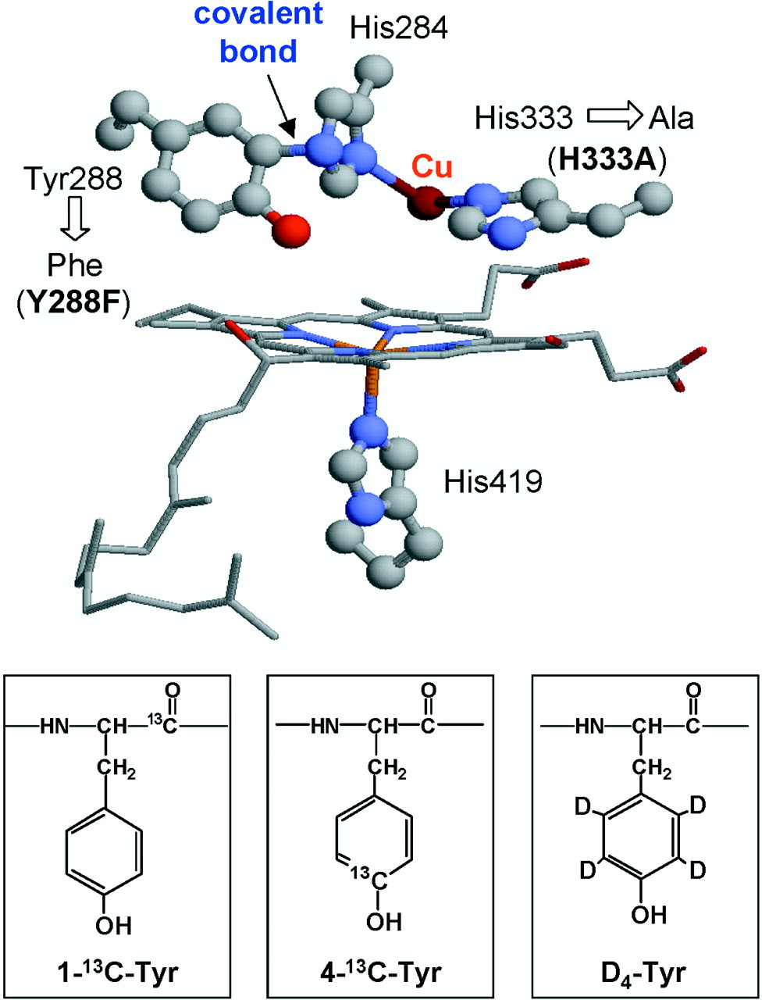 covalent
bond
His284
His333 Ala
(H333A)
Cu
Tyr288
Phe
(Y288F)
His419
HN CH ¹³C O
CH₂
OH
1-¹³C-Tyr
HN CH C O
CH₂
¹³C
OH
4-¹³C-Tyr
HN CH C O
CH₂
D D
D D
OH
D₄-Tyr